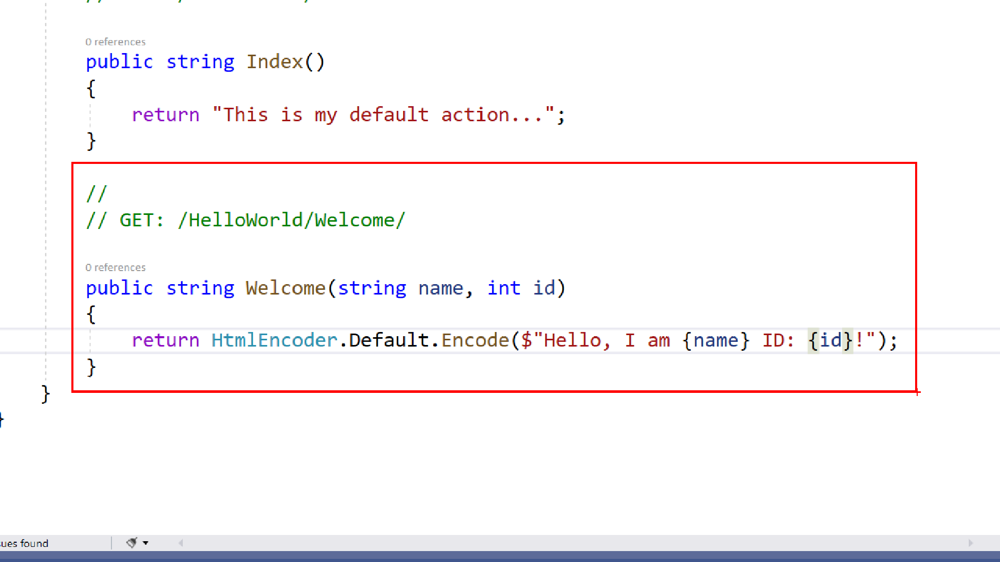 0 references
public string Index()
{
return "This is my default action...";
}
//
// GET: /HelloWorld/Welcome/
0 references
public string Welcome(string name, int id)
{
return HtmlEncoder.Default.Encode($"Hello, I am {name} ID: {id}!");
}
}
}
ues found